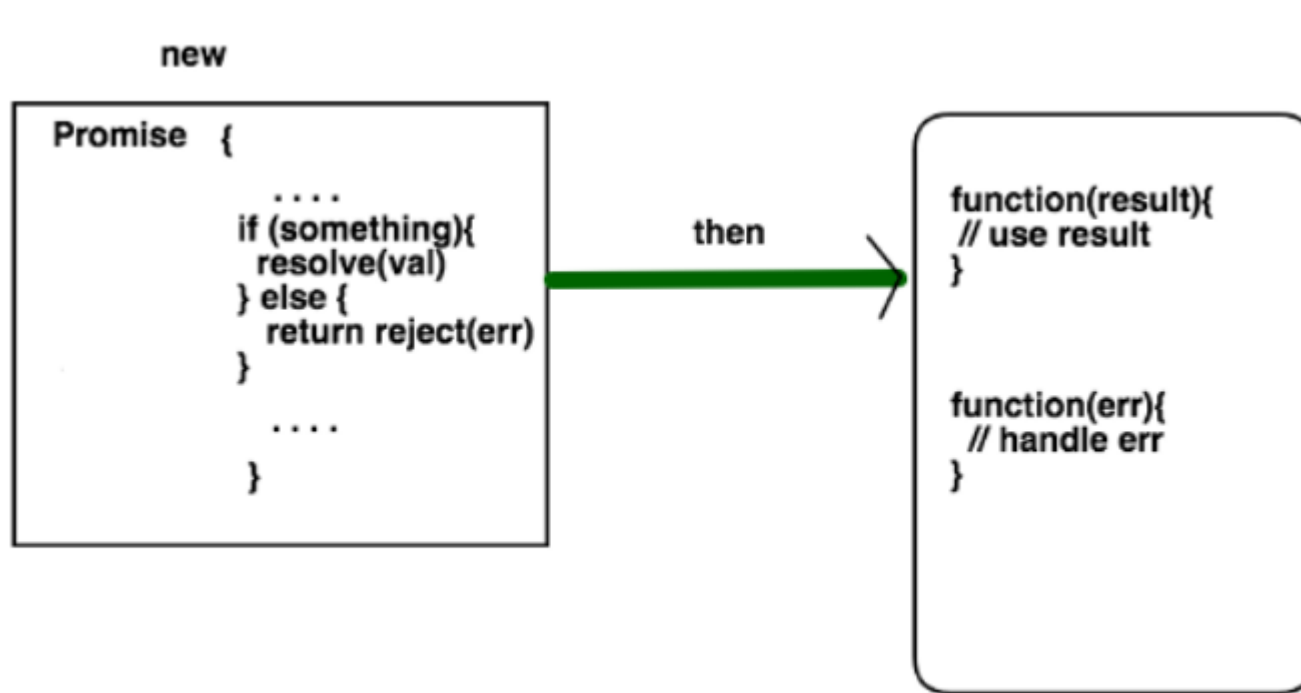 new
Promise {
....
if (something){
resolve(val)
} else {
return reject(err)
}
....
}
then
function(result){
// use result
}
function(err){
// handle err
}